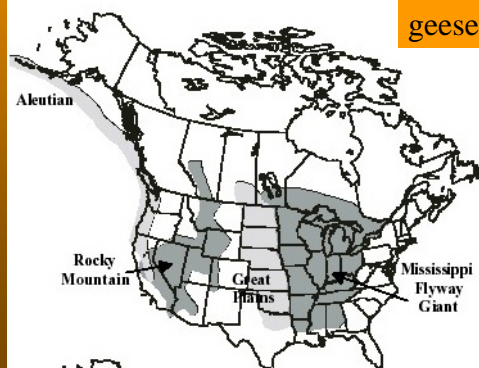 geese
Aleutian
Rocky
Mountain
Great
Plains
Mississippi
Flyway
Giant